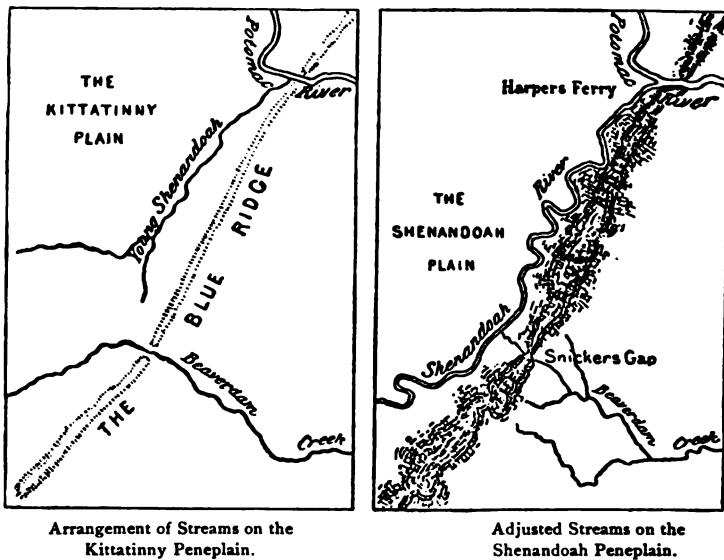 THE
KITTATINNY
PLAIN
Potomac
River
Young Shenandoah
THE BLUE RIDGE
Beaverdam
Creek
Arrangement of Streams on the
Kittatinny Peneplain.
Potomac
Harpers Ferry
River
River
THE
SHENANDOAH
PLAIN
Shenandoah
Snickers Gap
Beaverdam
Creek
Adjusted Streams on the
Shenandoah Peneplain.